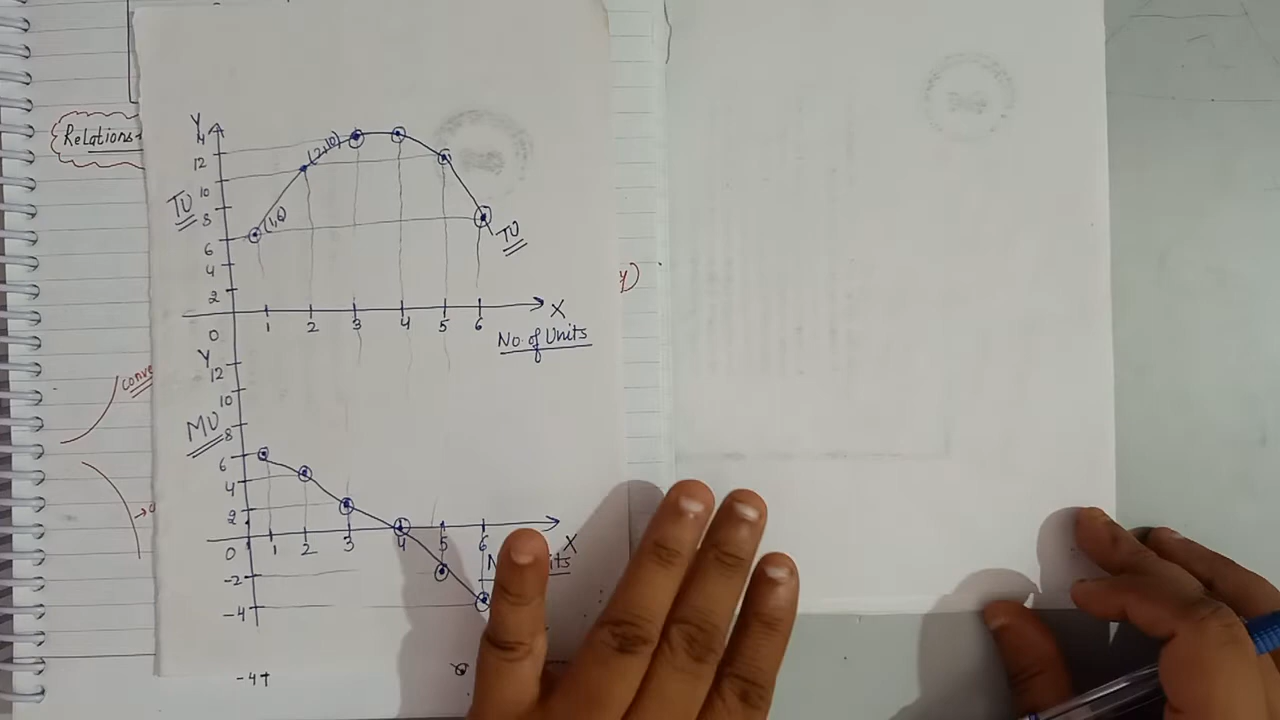 Relations
Y
14
12
10
8
6
4
2
0
TU
(1,6)
(2,10)
TU
1 2 3 4 5 6
X
No. of Units
Y
12
10
8
6
4
2
0
-2
-4
MU
1 2 3 4 5 6
X
N its
-4
conve
y)